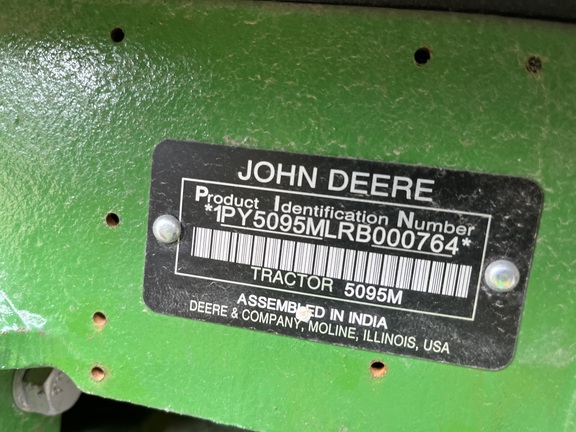 JOHN DEERE
Product Identification Number
*1PY5095MLRB000764*
TRACTOR 5095M
ASSEMBLED IN INDIA
DEERE & COMPANY, MOLINE, ILLINOIS, USA